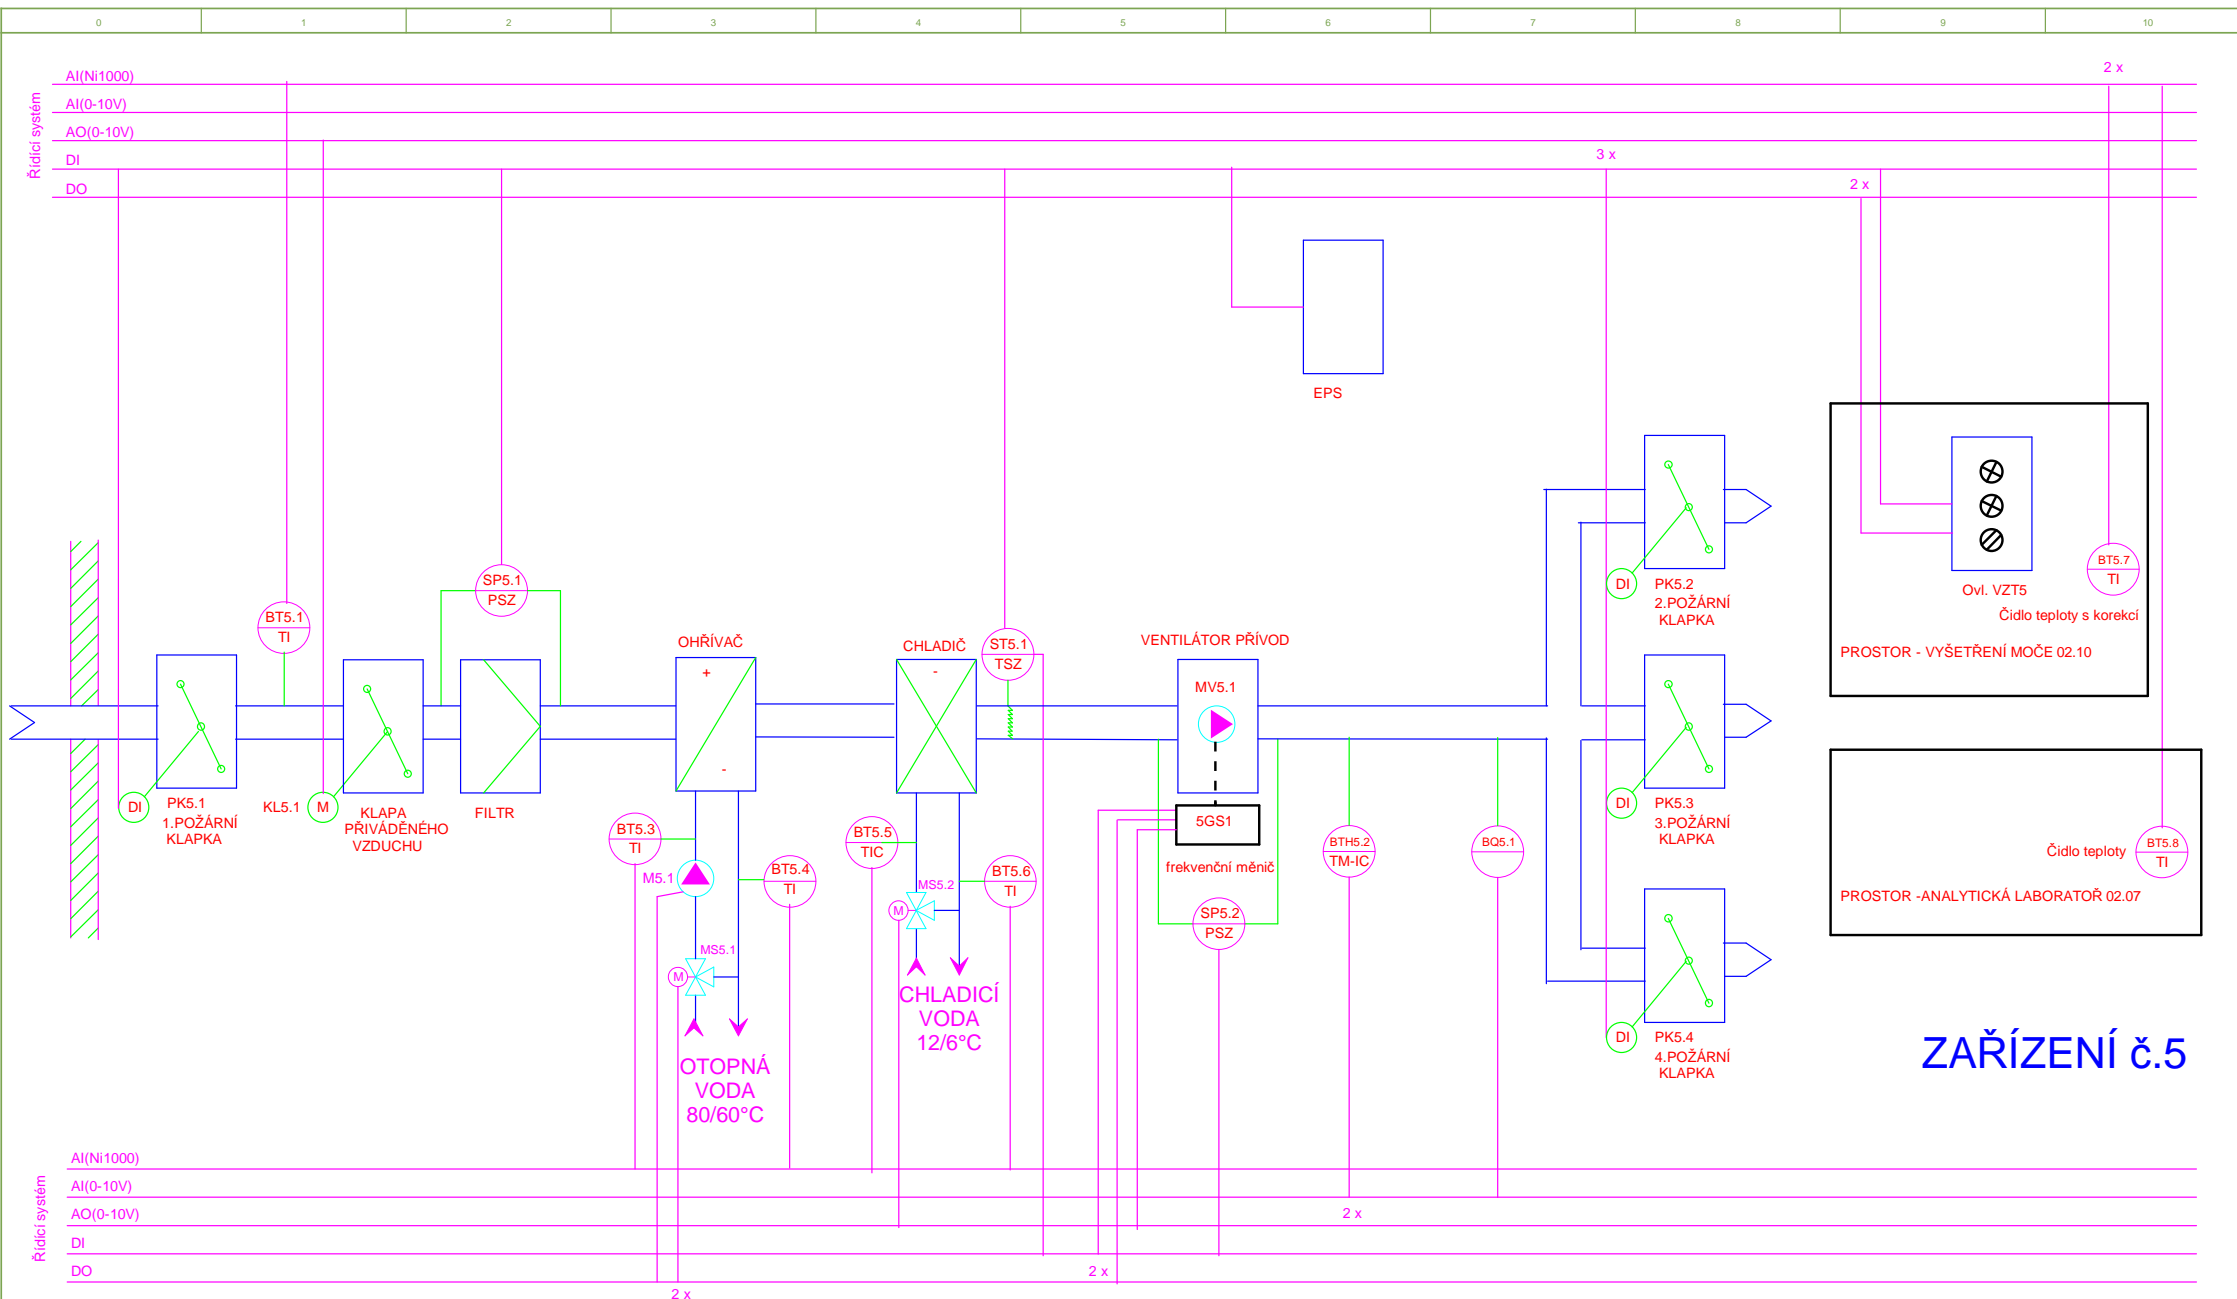 0 1 2 3 4 5 6 7 8 9 10
Řídicí systém
AI(Ni1000)
AI(0-10V)
AO(0-10V)
DI
DO
2 x
3 x
2 x
EPS
DI
PK5.1
1.POŽÁRNÍ
KLAPKA
BT5.1
TI
KL5.1
M
KLAPA
PŘIVÁDĚNÉHO
VZDUCHU
SP5.1
PSZ
FILTR
OHŘÍVAČ
+
-
BT5.3
TI
M5.1
BT5.4
TI
MS5.1
M
OTOPNÁ
VODA
80/60°C
CHLADIČ
-
ST5.1
TSZ
BT5.5
TIC
MS5.2
M
BT5.6
TI
CHLADICÍ
VODA
12/6°C
VENTILÁTOR PŘÍVOD
MV5.1
5GS1
frekvenční měnič
SP5.2
PSZ
BTH5.2
TM-IC
BQ5.1
DI
PK5.2
2.POŽÁRNÍ
KLAPKA
DI
PK5.3
3.POŽÁRNÍ
KLAPKA
DI
PK5.4
4.POŽÁRNÍ
KLAPKA
Ovl. VZT5
BT5.7
TI
Čidlo teploty s korekcí
PROSTOR - VYŠETŘENÍ MOČE 02.10
Čidlo teploty
BT5.8
TI
PROSTOR -ANALYTICKÁ LABORATOŘ 02.07
ZAŘÍZENÍ č.5
Řídicí systém
AI(Ni1000)
AI(0-10V)
AO(0-10V)
2 x
DI
DO
2 x
2 x